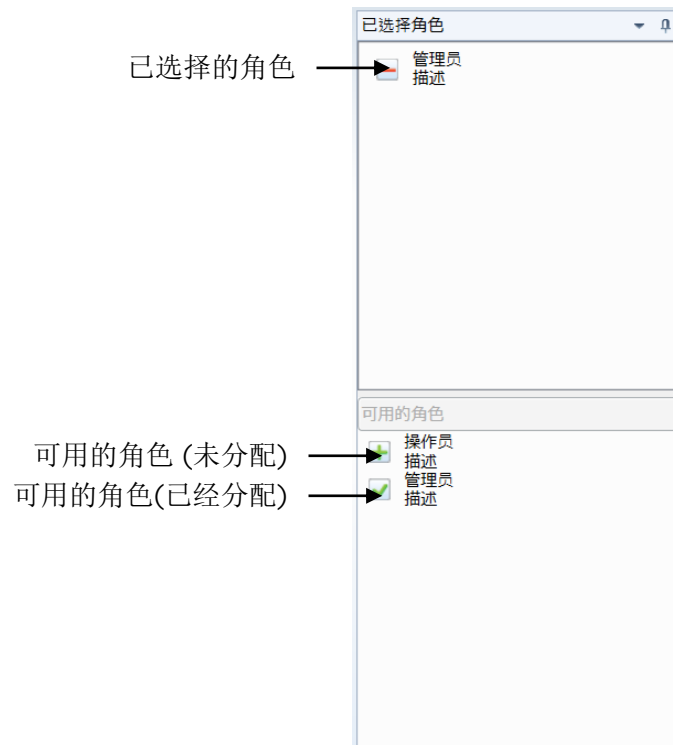 已选择角色
已选择的角色
管理员
描述
可用的角色
操作员
描述
可用的角色 (未分配)
管理员
描述
可用的角色(已经分配)